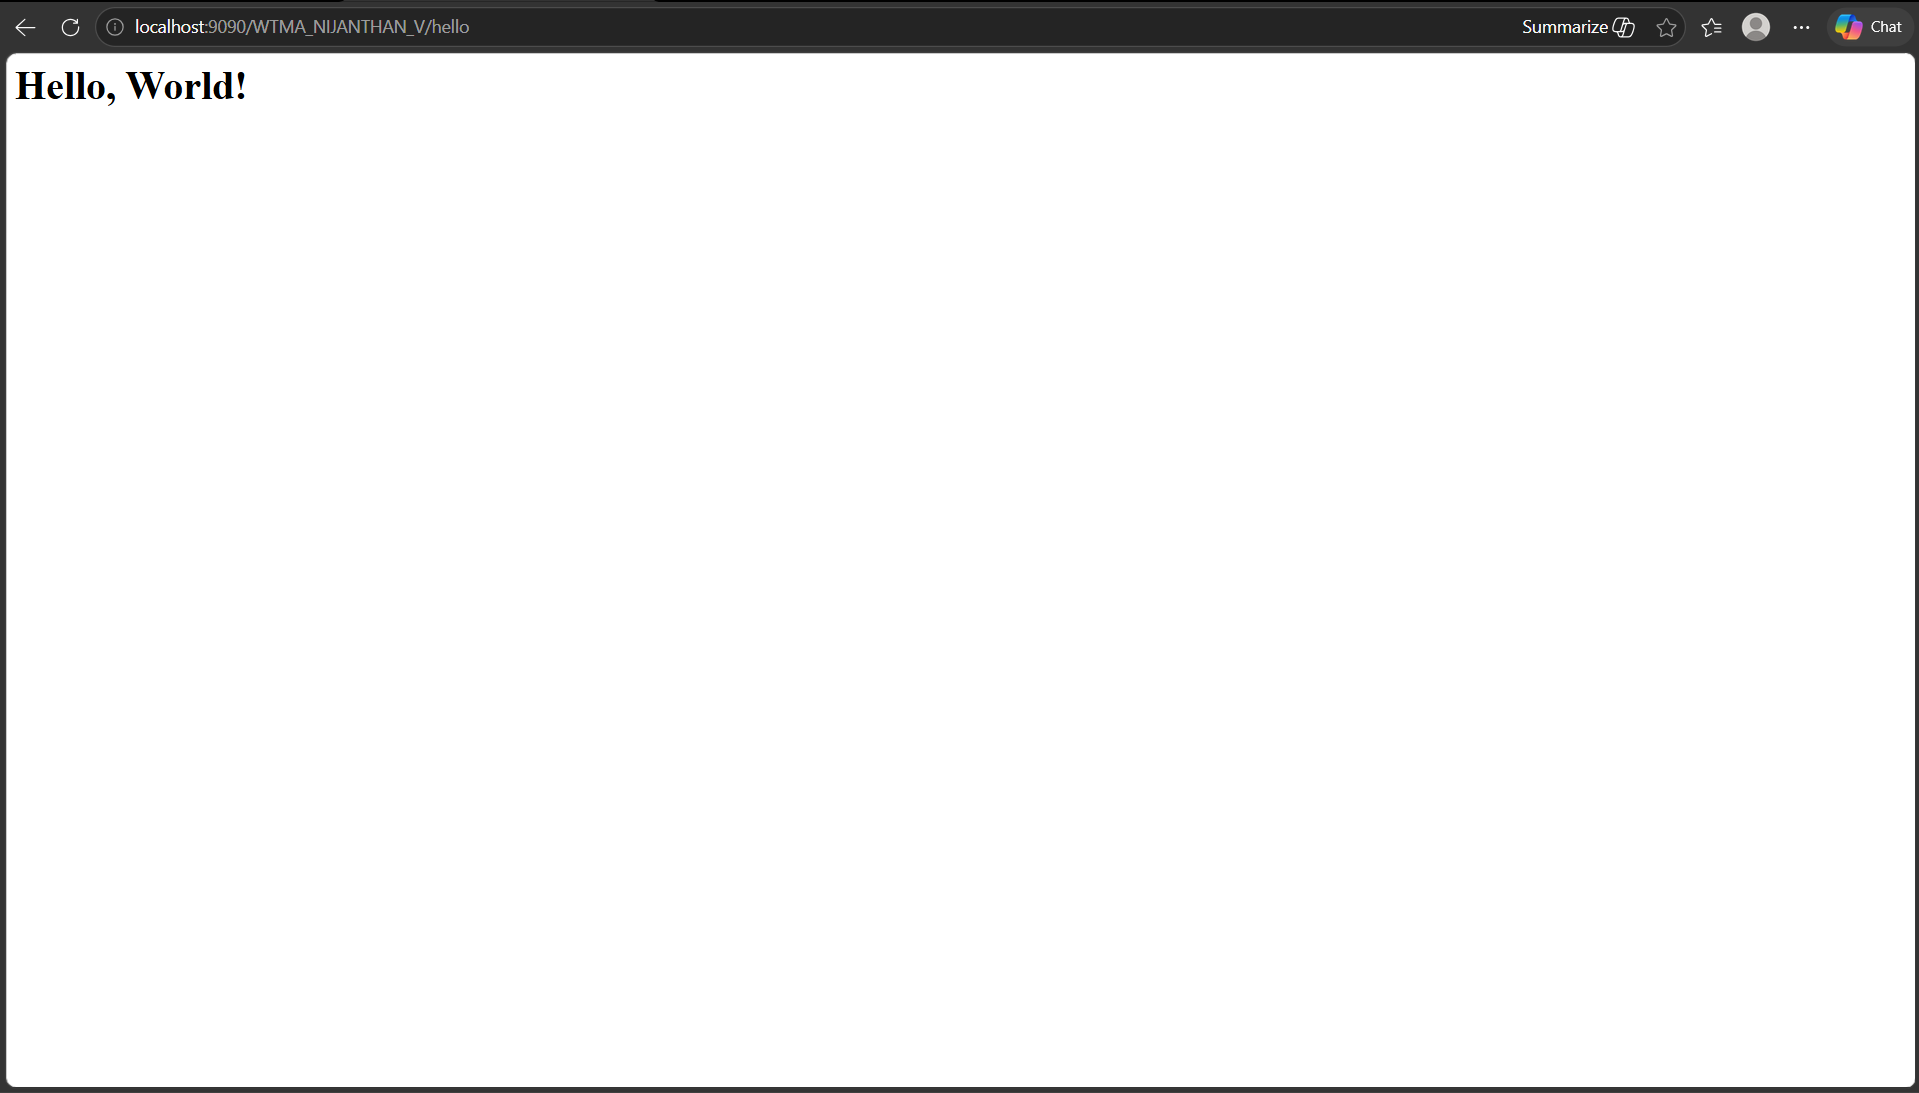 localhost:9090/WTMA_NIJANTHAN_V/hello
Summarize
Chat
Hello, World!